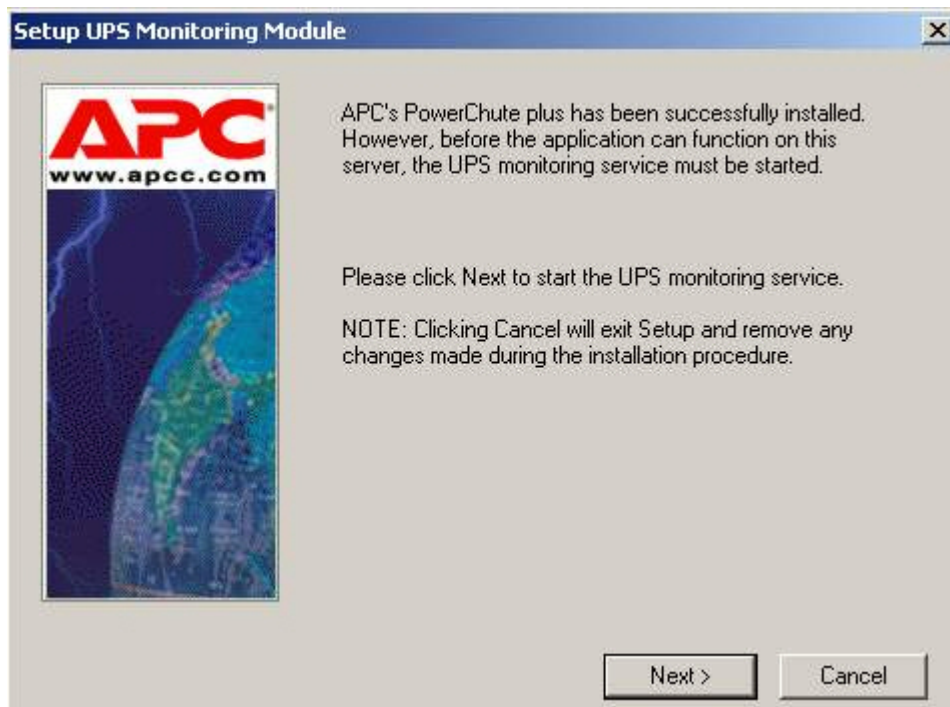 Setup UPS Monitoring Module
APC
www.apcc.com
APC's PowerChute plus has been successfully installed.
However, before the application can function on this
server, the UPS monitoring service must be started.
Please click Next to start the UPS monitoring service.
NOTE: Clicking Cancel will exit Setup and remove any
changes made during the installation procedure.
Next >
Cancel